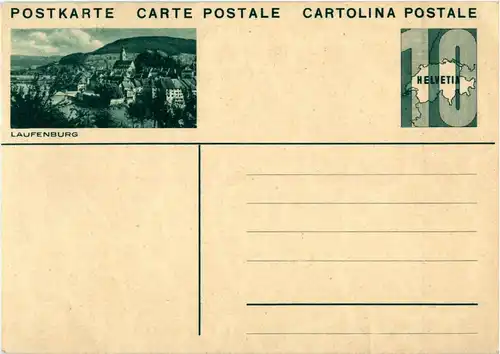 POSTKARTE CARTE POSTALE CARTOLINA POSTALE
10
HELVETIA
LAUFENBURG